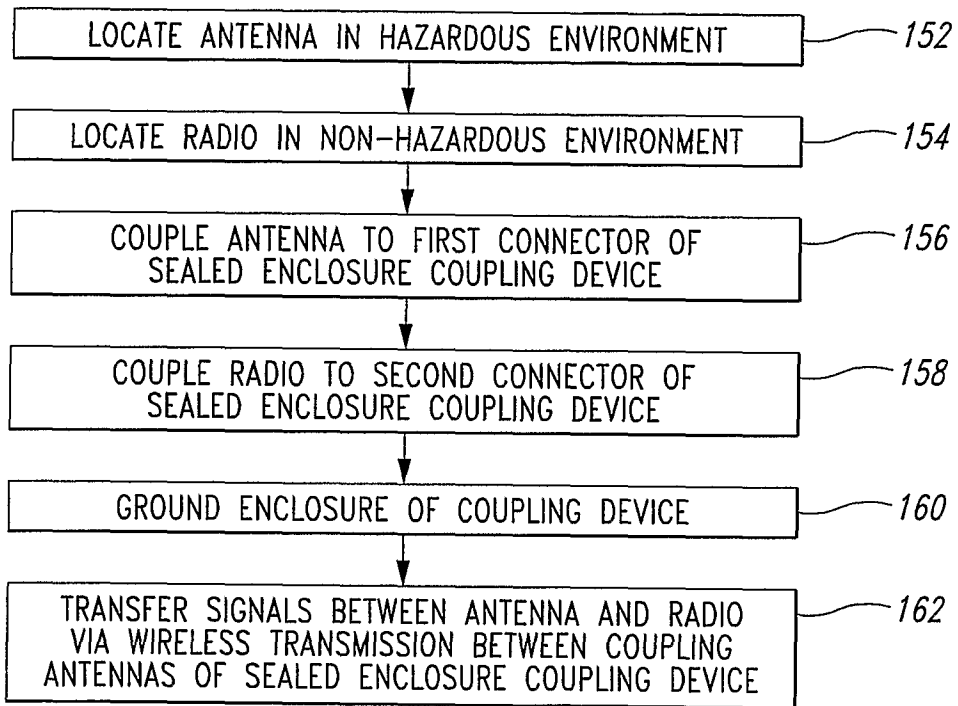 LOCATE ANTENNA IN HAZARDOUS ENVIRONMENT
152
LOCATE RADIO IN NON-HAZARDOUS ENVIRONMENT
154
COUPLE ANTENNA TO FIRST CONNECTOR OF
SEALED ENCLOSURE COUPLING DEVICE
156
COUPLE RADIO TO SECOND CONNECTOR OF
SEALED ENCLOSURE COUPLING DEVICE
158
GROUND ENCLOSURE OF COUPLING DEVICE
160
TRANSFER SIGNALS BETWEEN ANTENNA AND RADIO
VIA WIRELESS TRANSMISSION BETWEEN COUPLING
ANTENNAS OF SEALED ENCLOSURE COUPLING DEVICE
162